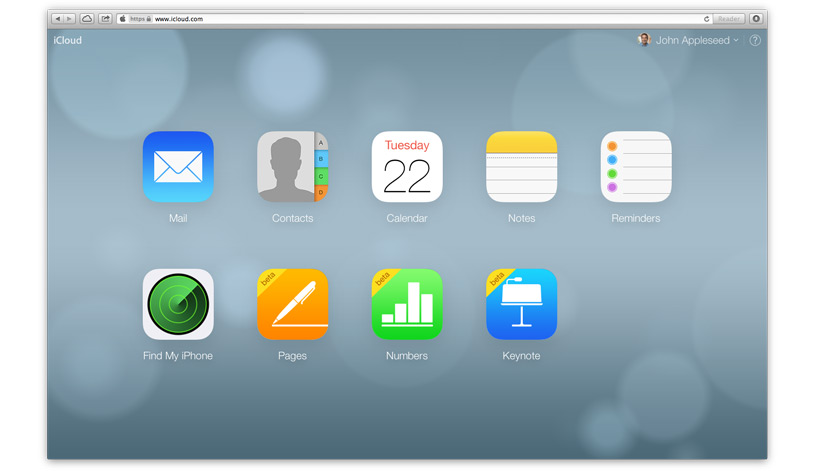 https www.icloud.com Reader
iCloud John Appleseed
A
B
C
D
Tuesday
22
Mail Contacts Calendar Notes Reminders
beta beta beta
Find My iPhone Pages Numbers Keynote